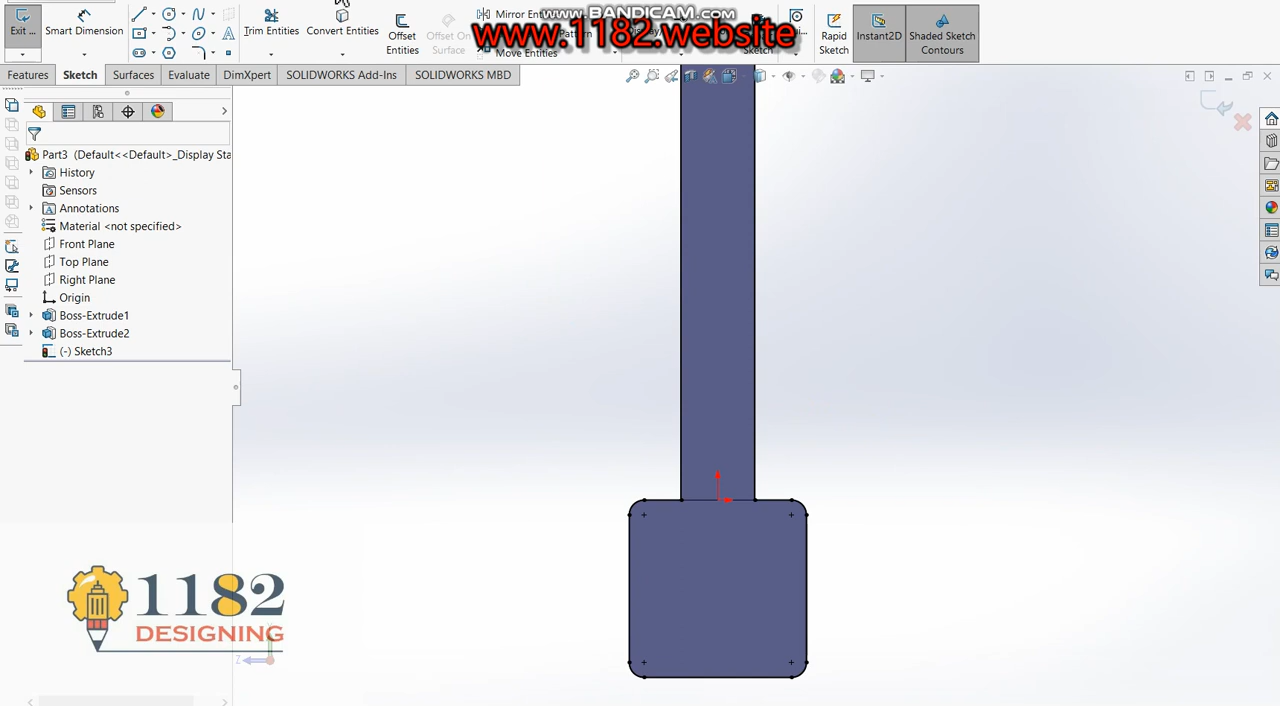 Exit ...
Smart Dimension
Trim Entities
Convert Entities
Offset Entities
Offset On Surface
Mirror Enti
Move Entities
WWW.BANDICAM.COM
www.1182.website
Rapid Sketch
Instant2D
Shaded Sketch Contours
Features
Sketch
Surfaces
Evaluate
DimXpert
SOLIDWORKS Add-Ins
SOLIDWORKS MBD
Part3 (Default<<Default>_Display Sta
History
Sensors
Annotations
Material <not specified>
Front Plane
Top Plane
Right Plane
Origin
Boss-Extrude1
Boss-Extrude2
(-) Sketch3
1182
DESIGNING
Z